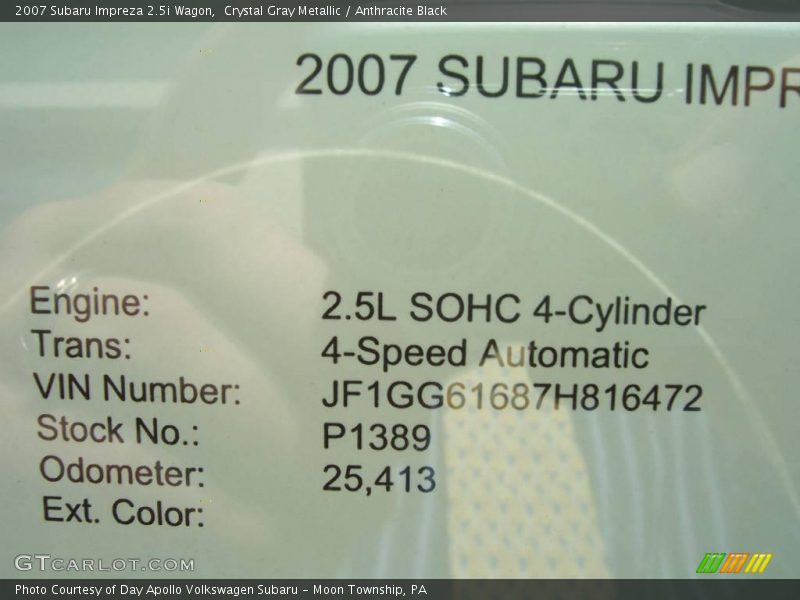 2007 Subaru Impreza 2.5i Wagon,  Crystal Gray Metallic / Anthracite Black
2007 SUBARU IMPR
Engine: 2.5L SOHC 4-Cylinder
Trans: 4-Speed Automatic
VIN Number: JF1GG61687H816472
Stock No.: P1389
Odometer: 25,413
Ext. Color:
GTCARLOT.COM
Photo Courtesy of Day Apollo Volkswagen Subaru – Moon Township, PA